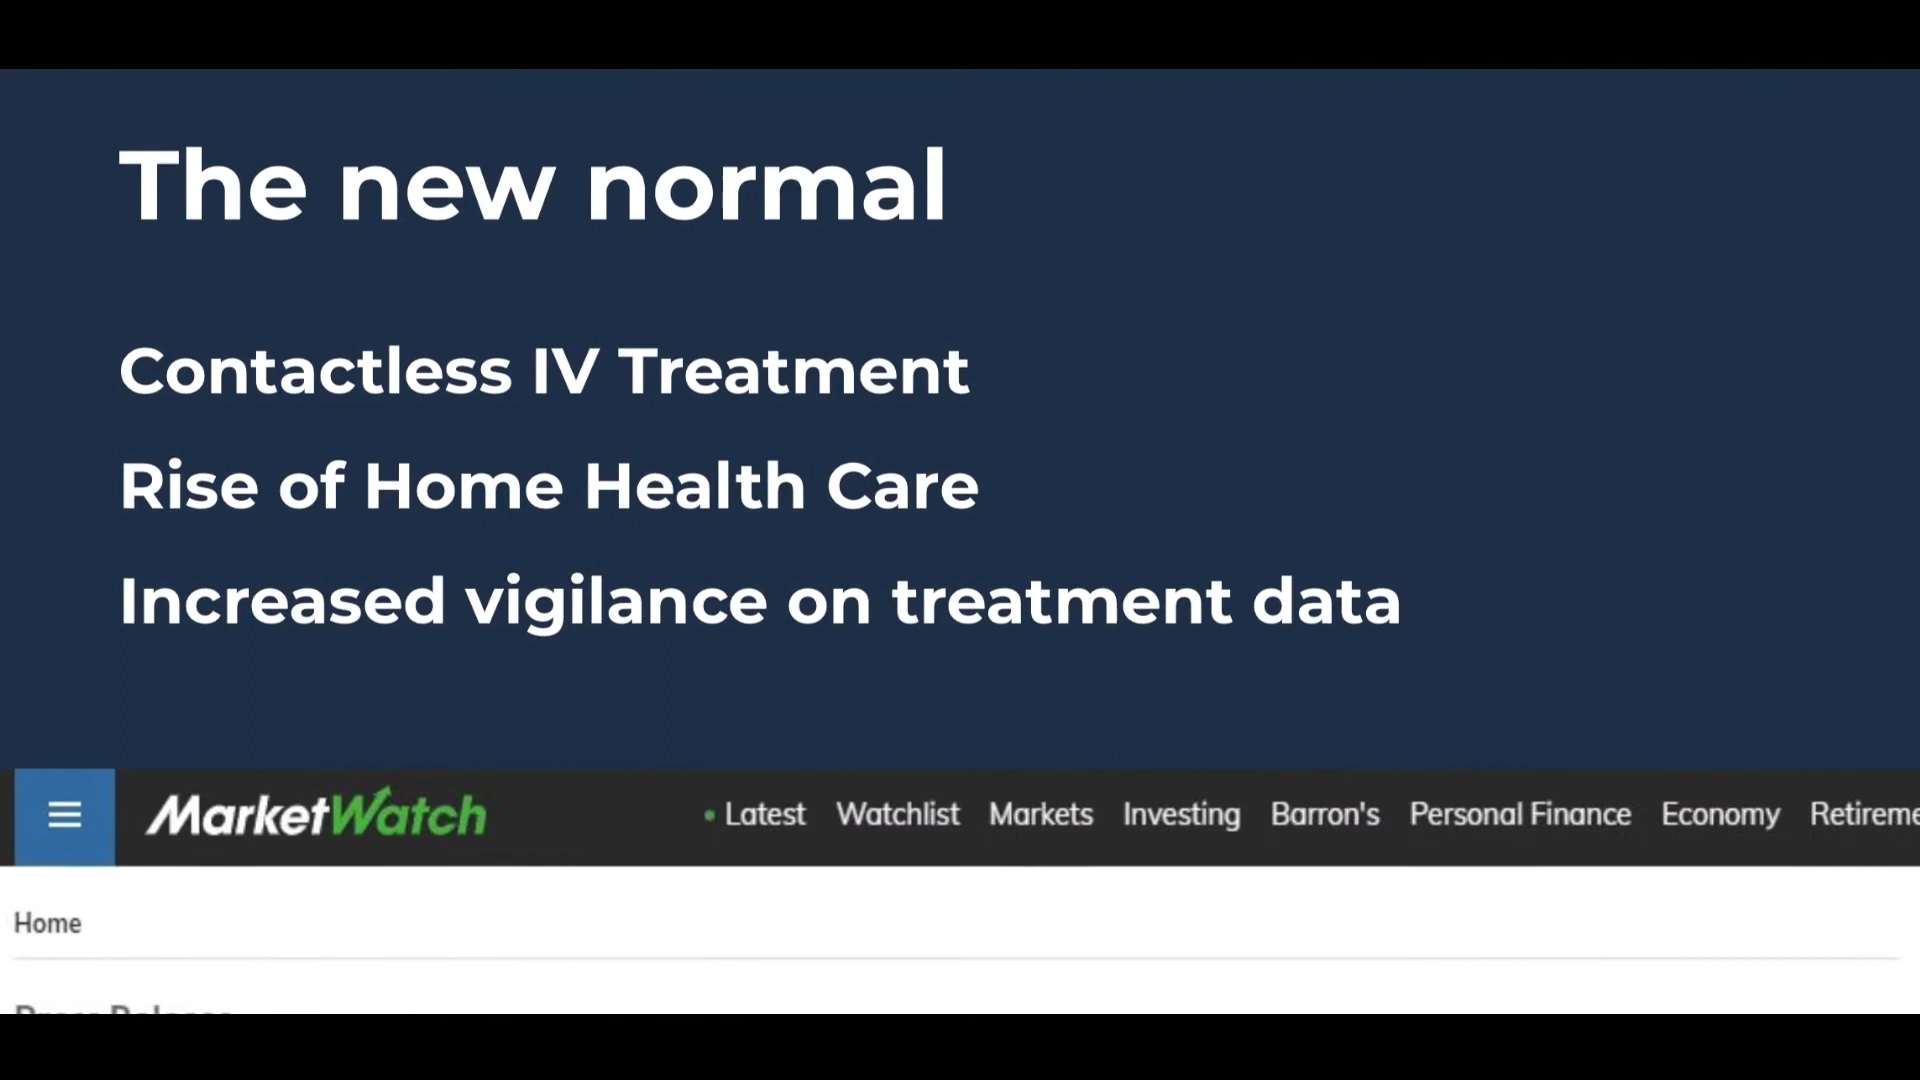 The new normal
Contactless IV Treatment
Rise of Home Health Care
Increased vigilance on treatment data
MarketWatch
Latest Watchlist Markets Investing Barron's Personal Finance Economy
Home